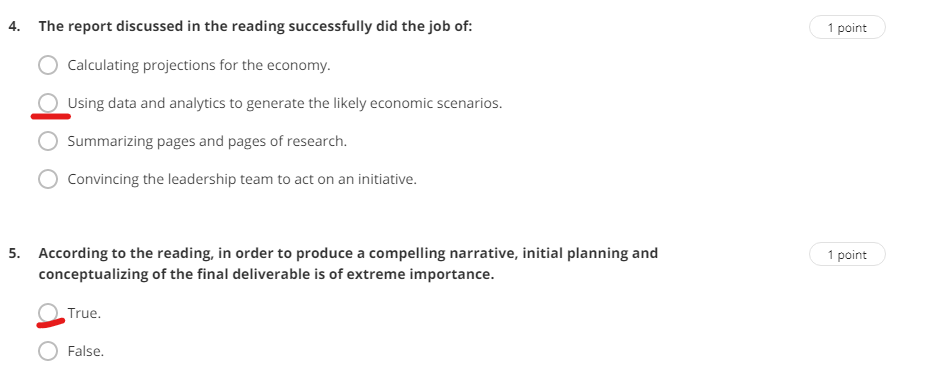 4. The report discussed in the reading successfully did the job of: 1 point
Calculating projections for the economy.
Using data and analytics to generate the likely economic scenarios.
Summarizing pages and pages of research.
Convincing the leadership team to act on an initiative.
5. According to the reading, in order to produce a compelling narrative, initial planning and 1 point
conceptualizing of the final deliverable is of extreme importance.
True.
False.